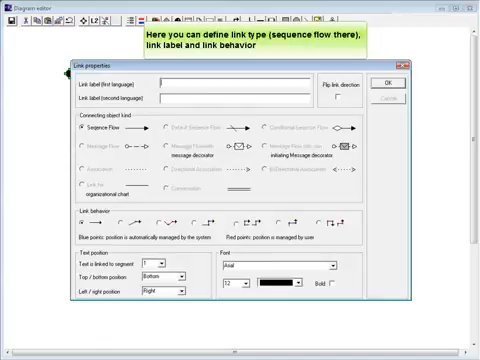 Diagram editor
L2
Here you can define link type (sequence flow there),
link label and link behavior
Link properties
Link label (first language)
Link label (second language)
Flip link direction
OK
Cancel
Connecting object kind
Seqence Flow
Default Sequence Flow
Conditional Sequence Flow
Message Flow
Message Flow with
message decorator
Message Flow with
initiating Message decorator
Association
Directional Association
Bi-Directional Association
Link for
organizational chart
Conversation
Link behavior
Blue points: position is automatically managed by the system
Red points: position is managed by user
Text position
Text is linked to segment
1
Top / bottom position
Bottom
Left / right position
Right
Font
Arial
12
Bold